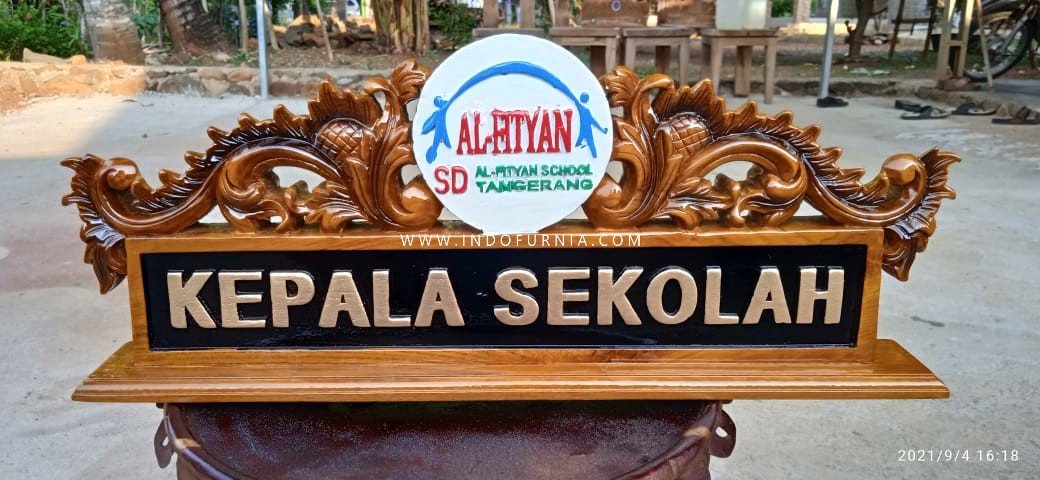 AL-FITYAN
SD AL-FITYAN SCHOOL
TANGERANG
WWW.INDOFURNIA.COM
KEPALA SEKOLAH
2021/9/4 16:18